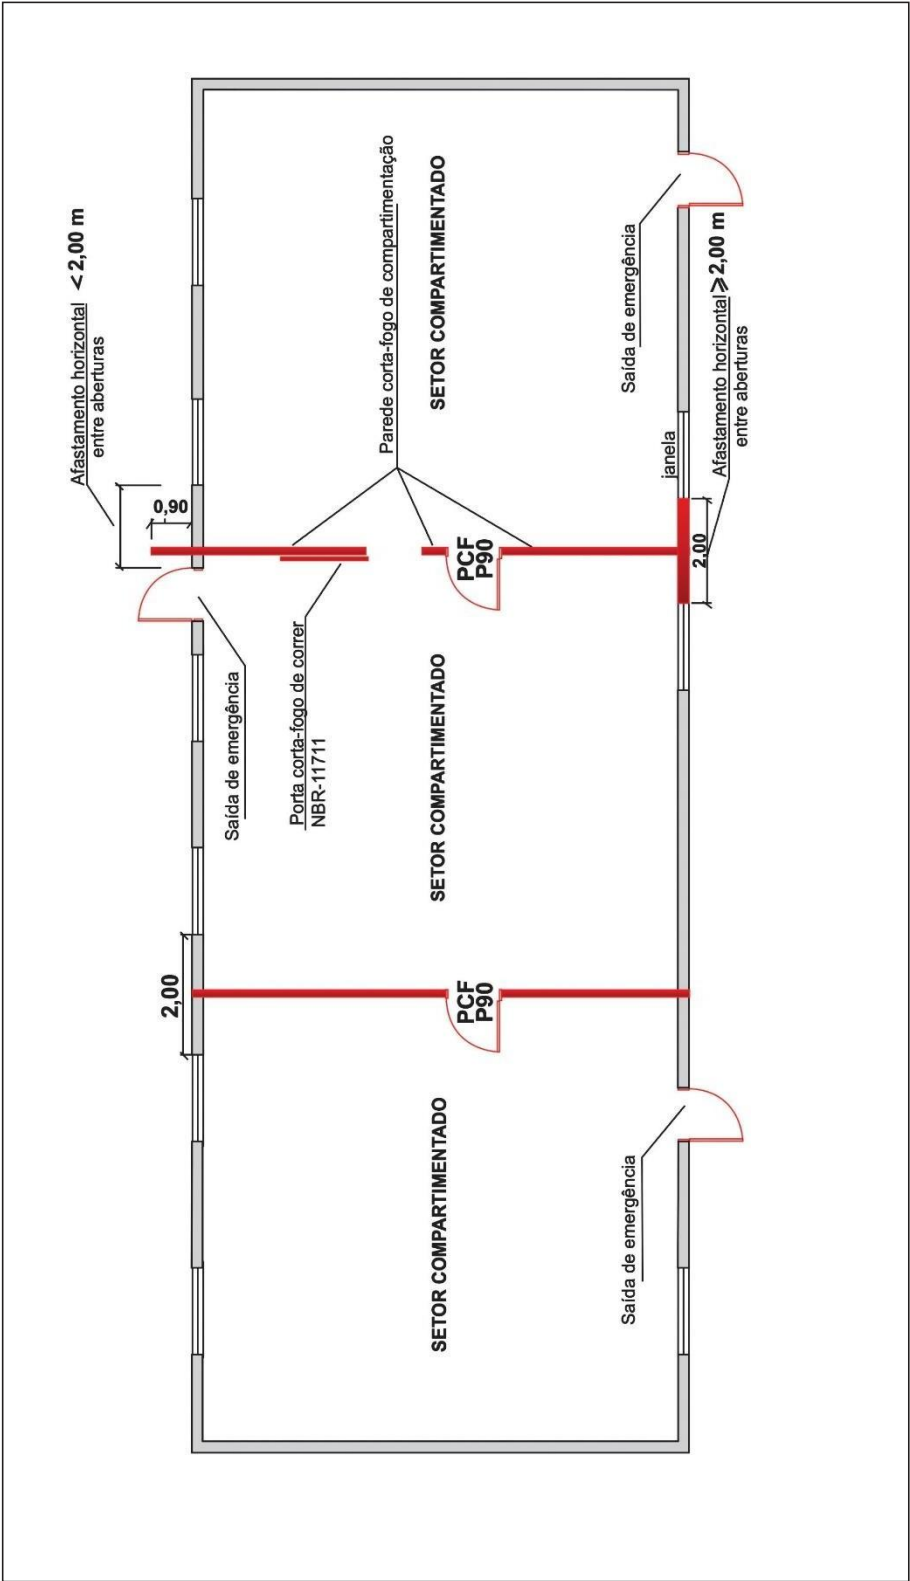 Afastamento horizontal < 2,00 m
entre aberturas
2,00
0,90
Saída de emergência
Porta corta-fogo de correr
NBR-11711
Parede corta-fogo de compartimentação
SETOR COMPARTIMENTADO
SETOR COMPARTIMENTADO
SETOR COMPARTIMENTADO
PCF
P90
PCF
P90
Saída de emergência
Saída de emergência
janela
2,00
Afastamento horizontal ⩾ 2,00 m
entre aberturas